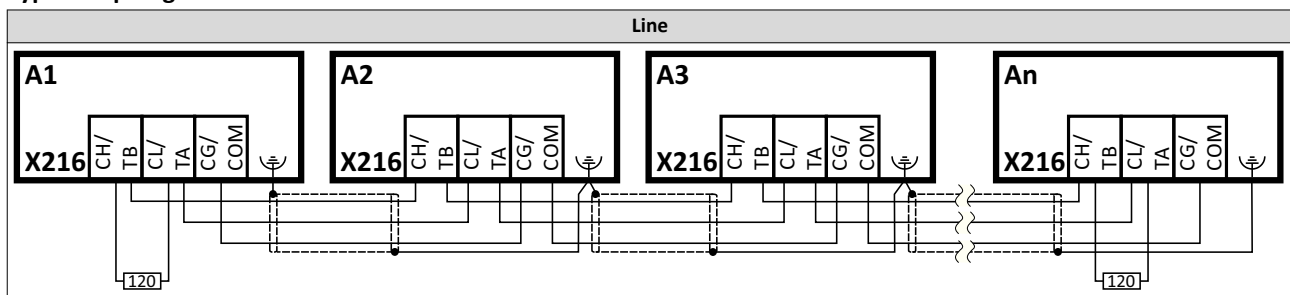 Line
A1
X216 CH/ TB CL/ TA CG/ COM
120
A2
X216 CH/ TB CL/ TA CG/ COM
A3
X216 CH/ TB CL/ TA CG/ COM
An
X216 CH/ TB CL/ TA CG/ COM
120